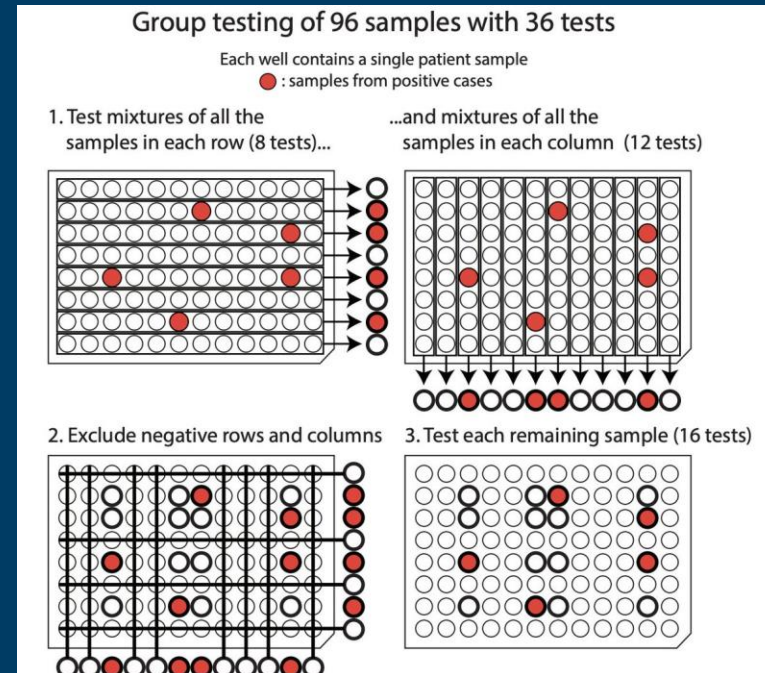 Group testing of 96 samples with 36 tests
Each well contains a single patient sample
: samples from positive cases
1. Test mixtures of all the
samples in each row (8 tests)...
...and mixtures of all the
samples in each column (12 tests)
2. Exclude negative rows and columns
3. Test each remaining sample (16 tests)